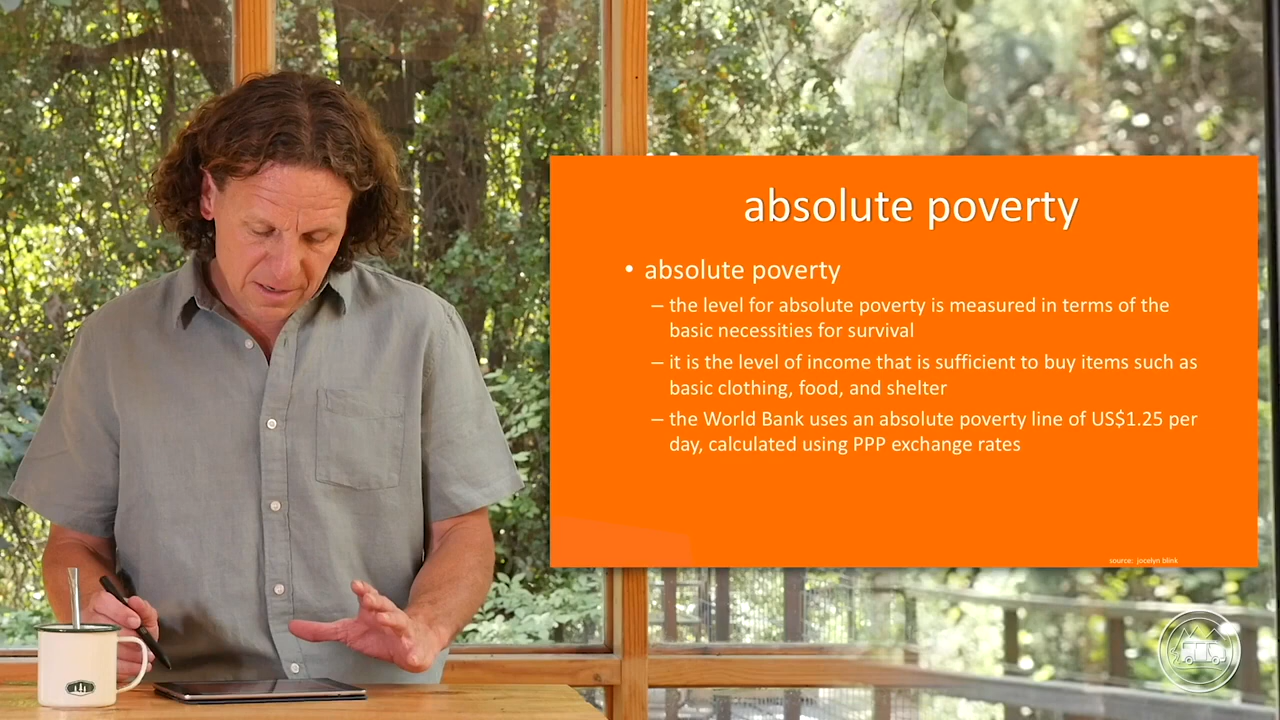 absolute poverty
• absolute poverty
– the level for absolute poverty is measured in terms of the
basic necessities for survival
– it is the level of income that is sufficient to buy items such as
basic clothing, food, and shelter
– the World Bank uses an absolute poverty line of US$1.25 per
day, calculated using PPP exchange rates
source: jocelyn blink